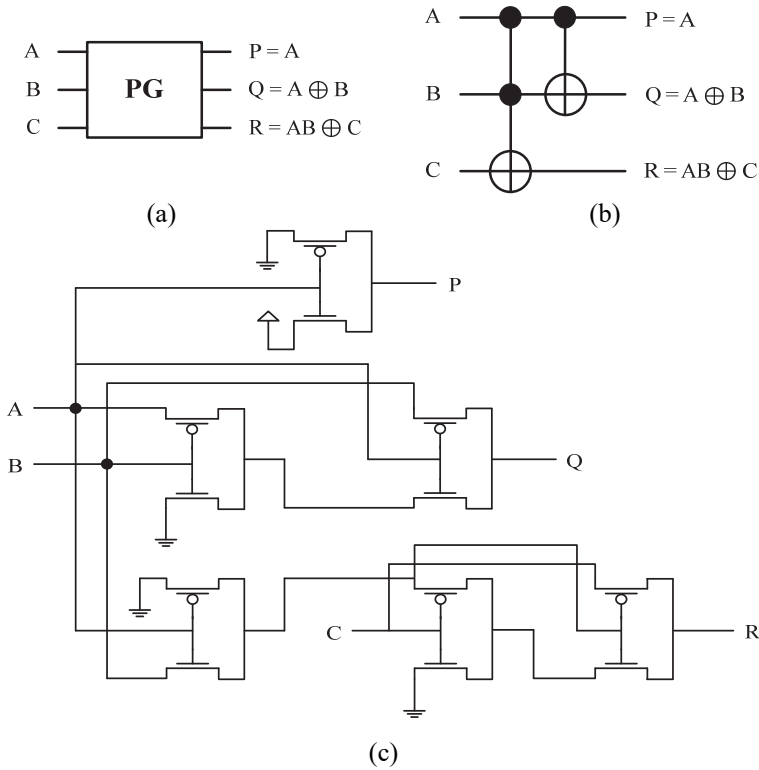 A
B
C
PG
P = A
Q = A ⊕ B
R = AB ⊕ C
(a)
A
B
C
P = A
Q = A ⊕ B
R = AB ⊕ C
(b)
P
A
B
Q
C
R
(c)